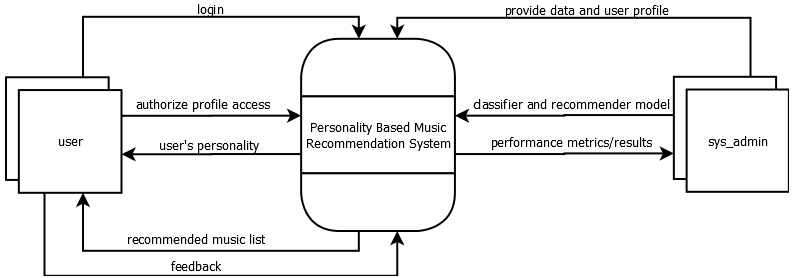 login
provide data and user profile
authorize profile access
classifier and recommender model
user
Personality Based Music
Recommendation System
sys_admin
user's personality
performance metrics/results
recommended music list
feedback